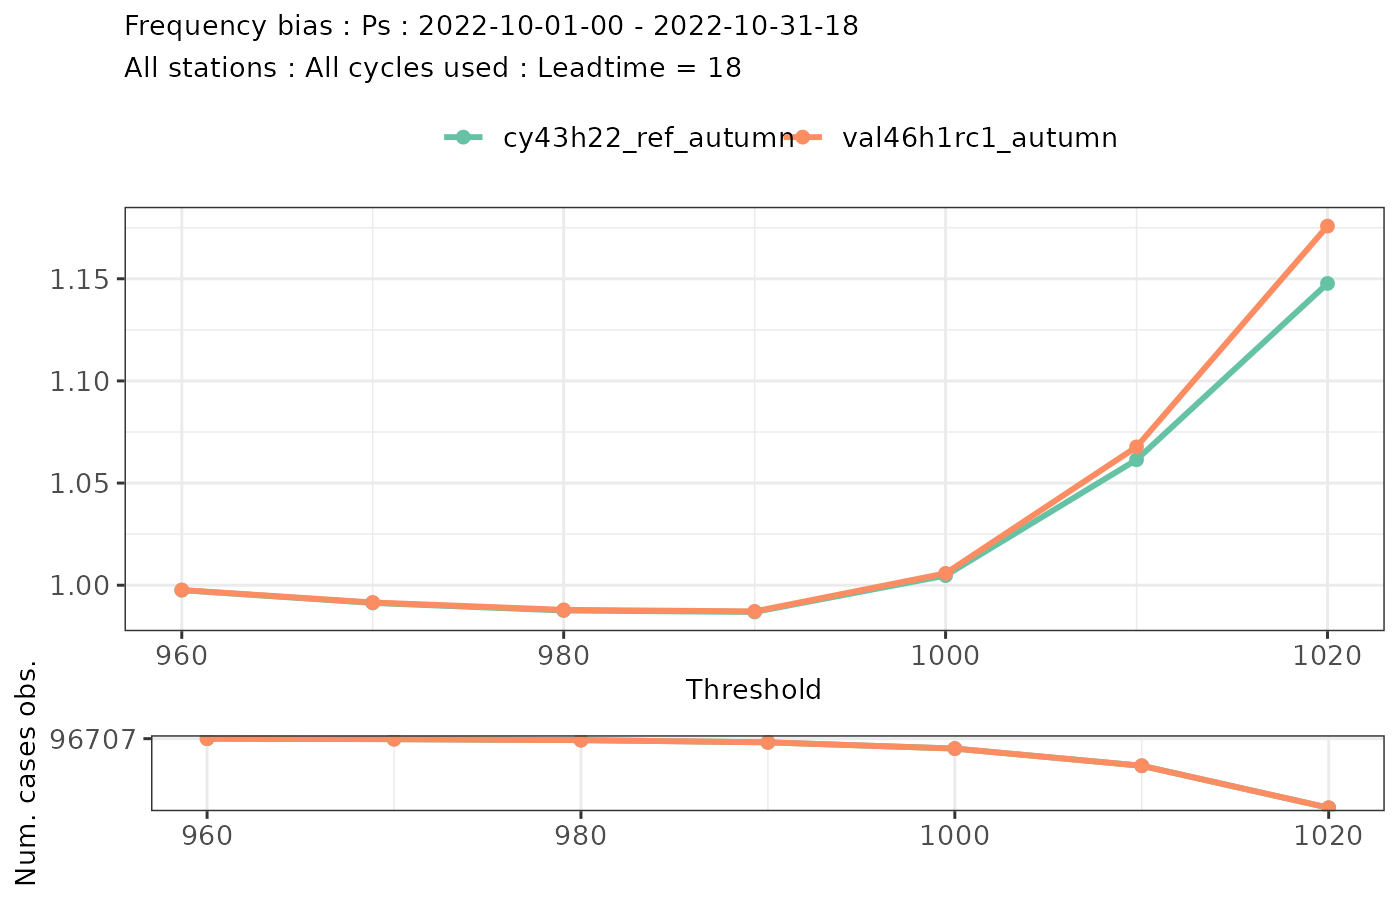 Frequency bias : Ps : 2022-10-01-00 - 2022-10-31-18
All stations : All cycles used : Leadtime = 18
cy43h22_ref_autumn val46h1rc1_autumn
1.15
1.10
1.05
1.00
960 980 1000 1020
Threshold
Num. cases obs.
96707
960 980 1000 1020